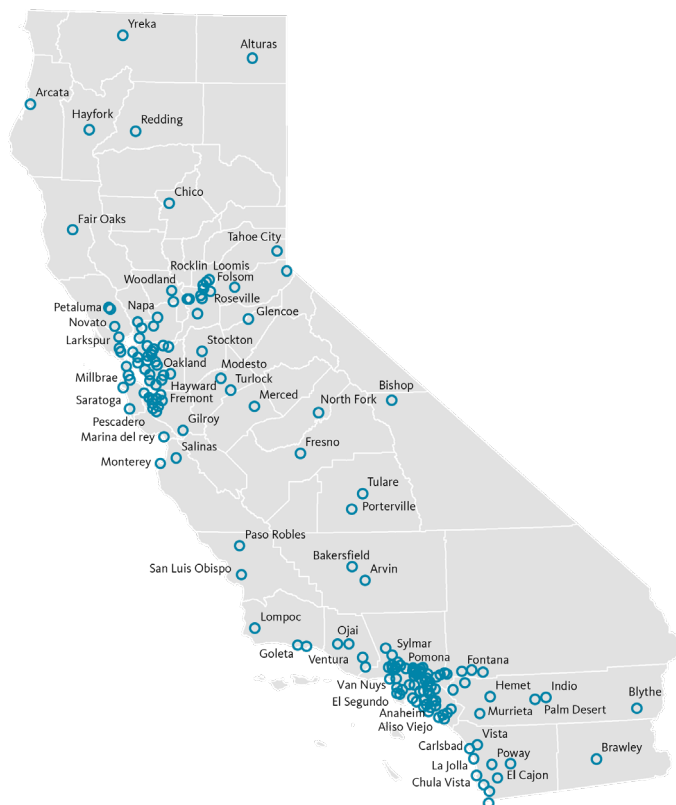 Yreka
Alturas
Arcata
Hayfork
Redding
Chico
Fair Oaks
Tahoe City
Rocklin Loomis
Woodland
Folsom
Petaluma
Napa
Roseville
Novato
Glencoe
Larkspur
Stockton
Oakland
Modesto
Millbrae
Hayward
Turlock
Bishop
Saratoga
Fremont
Merced
North Fork
Pescadero
Gilroy
Marina del rey
Salinas
Fresno
Monterey
Tulare
Porterville
Paso Robles
Bakersfield
San Luis Obispo
Arvin
Lompoc
Ojai
Sylmar
Goleta
Ventura
Pomona
Fontana
Van Nuys
Hemet
Indio
El Segundo
Blythe
Anaheim
Murrieta
Palm Desert
Aliso Viejo
Vista
Carlsbad
Poway
Brawley
La Jolla
El Cajon
Chula Vista